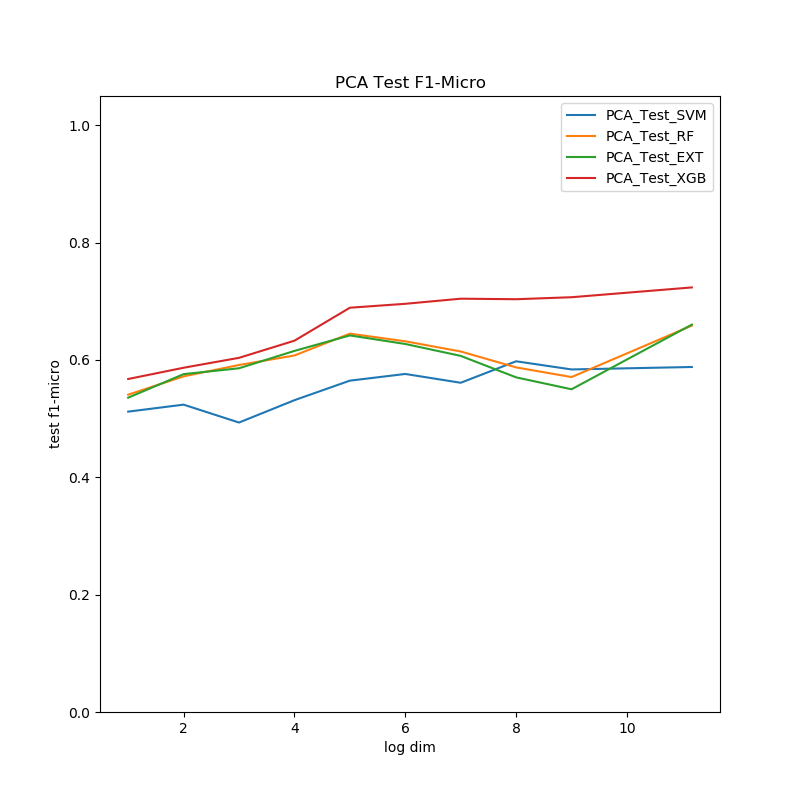 PCA Test F1-Micro
PCA_Test_SVM
PCA_Test_RF
PCA_Test_EXT
PCA_Test_XGB
1.0
0.8
0.6
0.4
0.2
0.0
test f1-micro
2 4 6 8 10
log dim